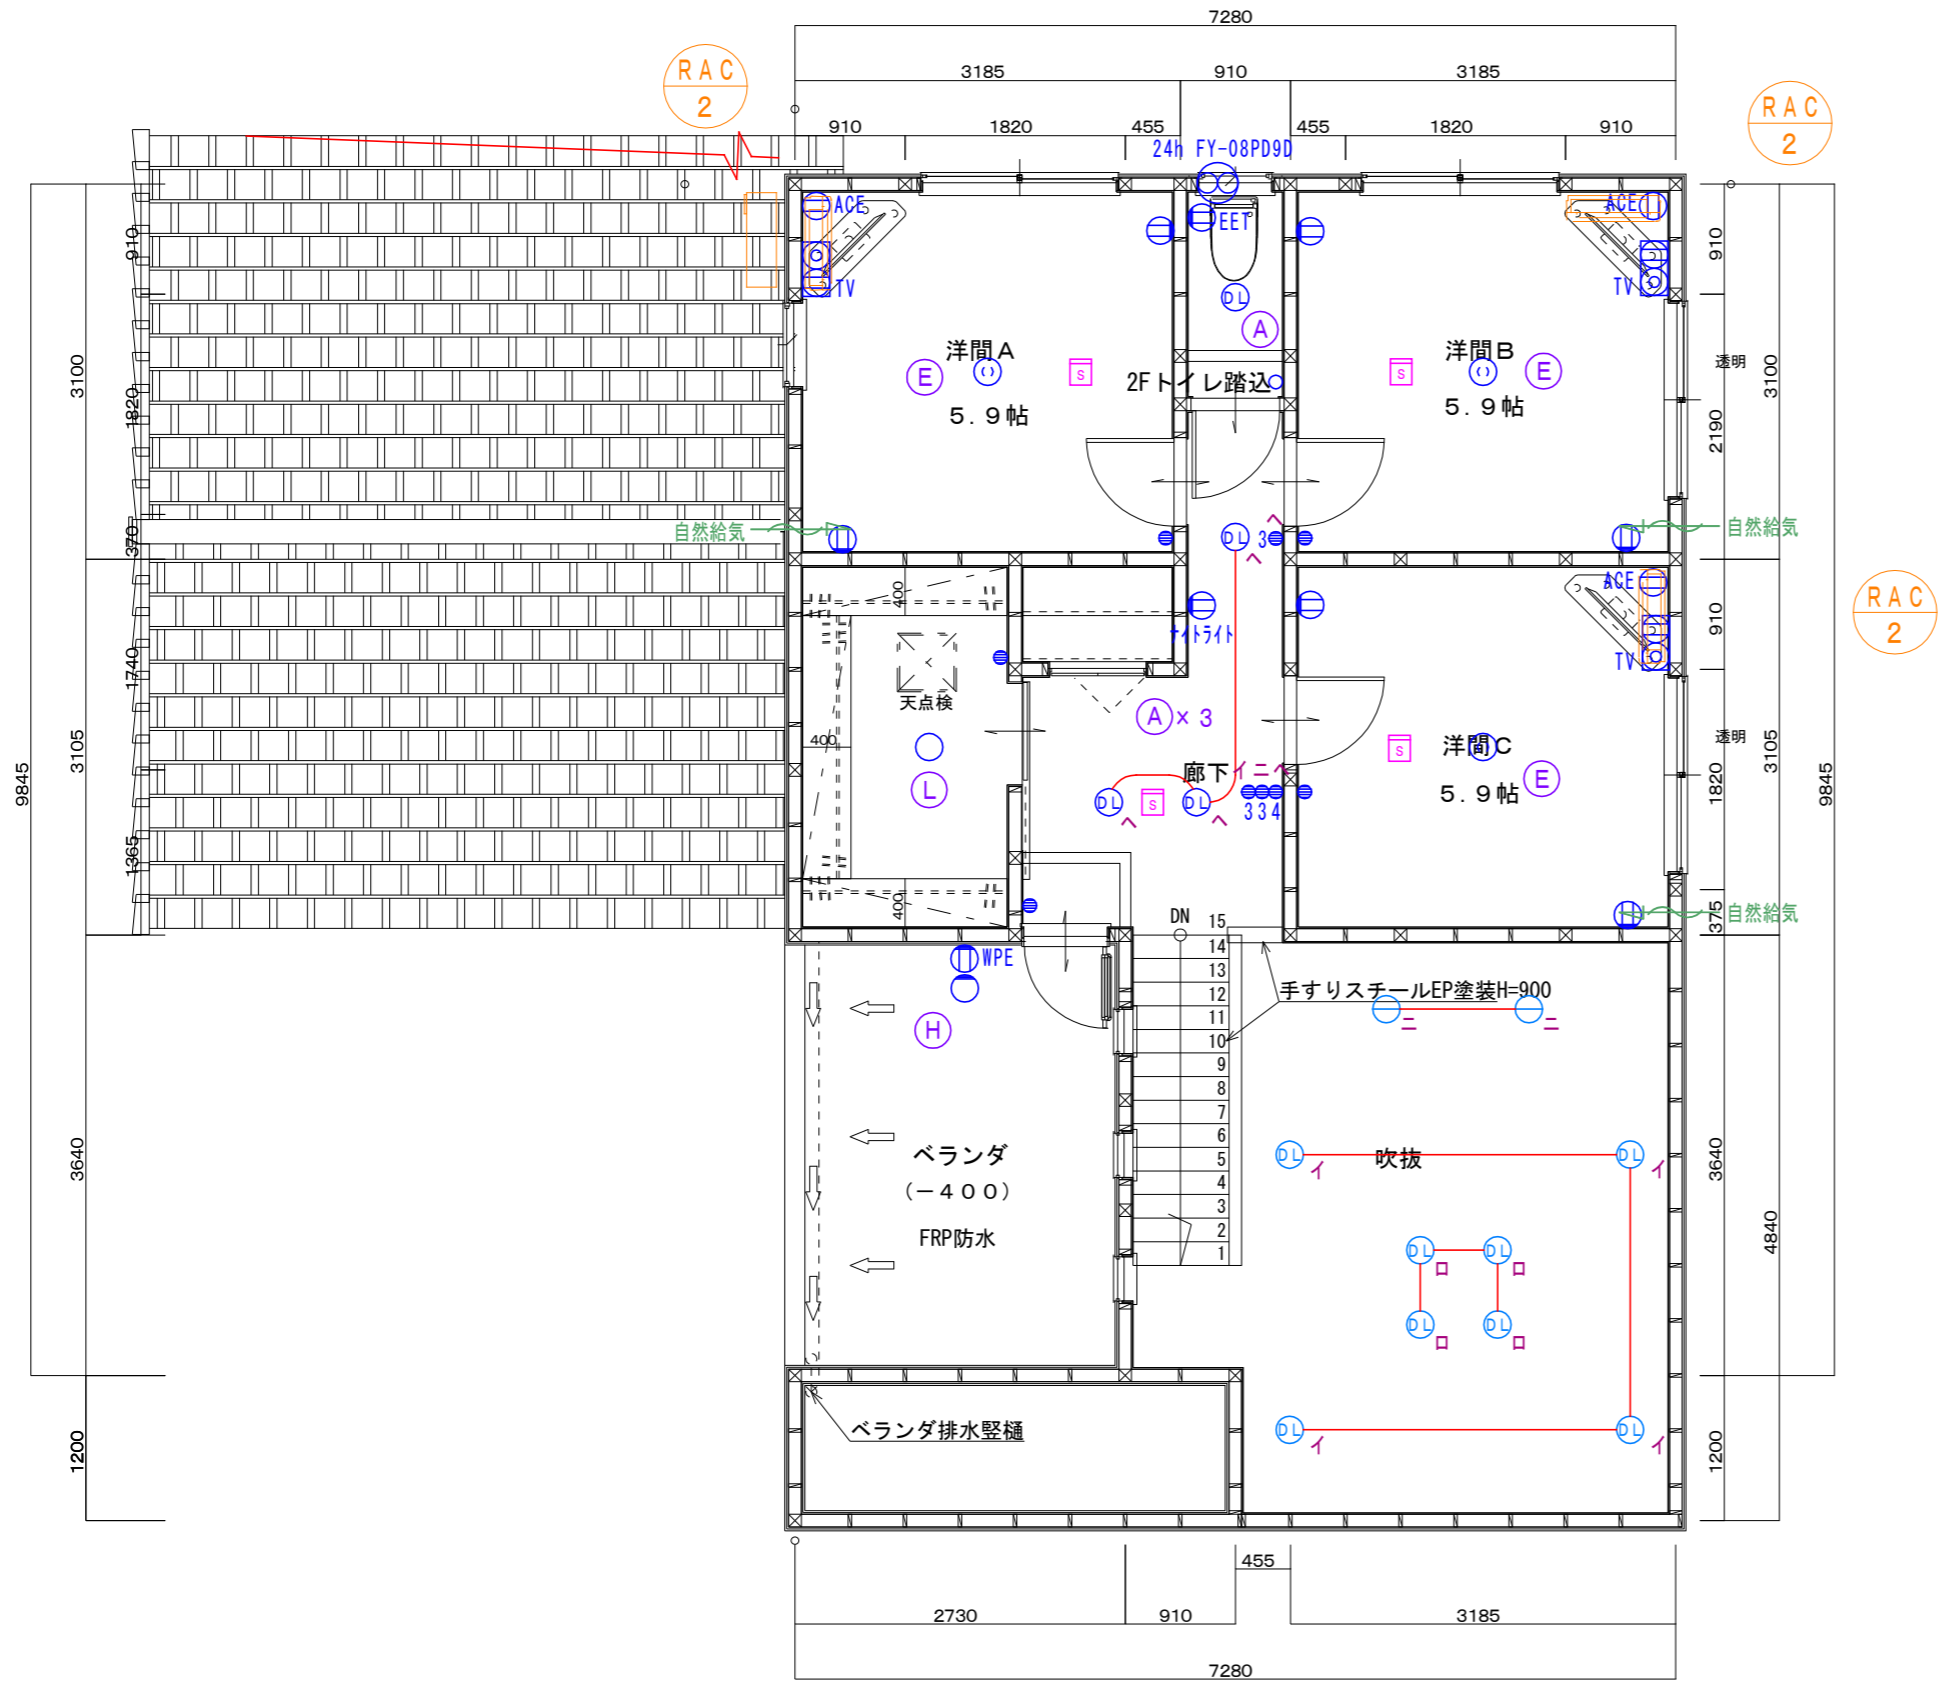 7280
3185 910 3185
910 1820 455 455 1820 910
RAC
2
RAC
2
24h FY-08PD9D
ACE
EET
ACE
TV
TV
DL
A
洋間A
E
S
5.9帖
2Fトイレ踏込
洋間B
S
E
5.9帖
透明
910
1820
370
1740
1365
3100
3105
3640
1200
9845
910
2190
910
1820
375
3640
1200
3100
3105
4840
9845
自然給気
自然給気
DL 3
ヘ
ヘ
ナイトライト
400
400
400
天点検
L
A×3
ACE
TV
RAC
2
洋間C
S
E
5.9帖
透明
廊下 イニヘ
DL
ヘ
S
DL
ヘ
334
自然給気
DN
15
14
13
12
11
10
9
8
7
6
5
4
3
2
1
WPE
H
手すりスチールEP塗装H=900
ニ
ニ
ベランダ
(-400)
FRP防水
吹抜
DL
イ
DL
イ
DL
ロ
DL
ロ
DL
ロ
DL
ロ
DL
イ
DL
イ
ベランダ排水竪樋
455
2730 910 3185
7280